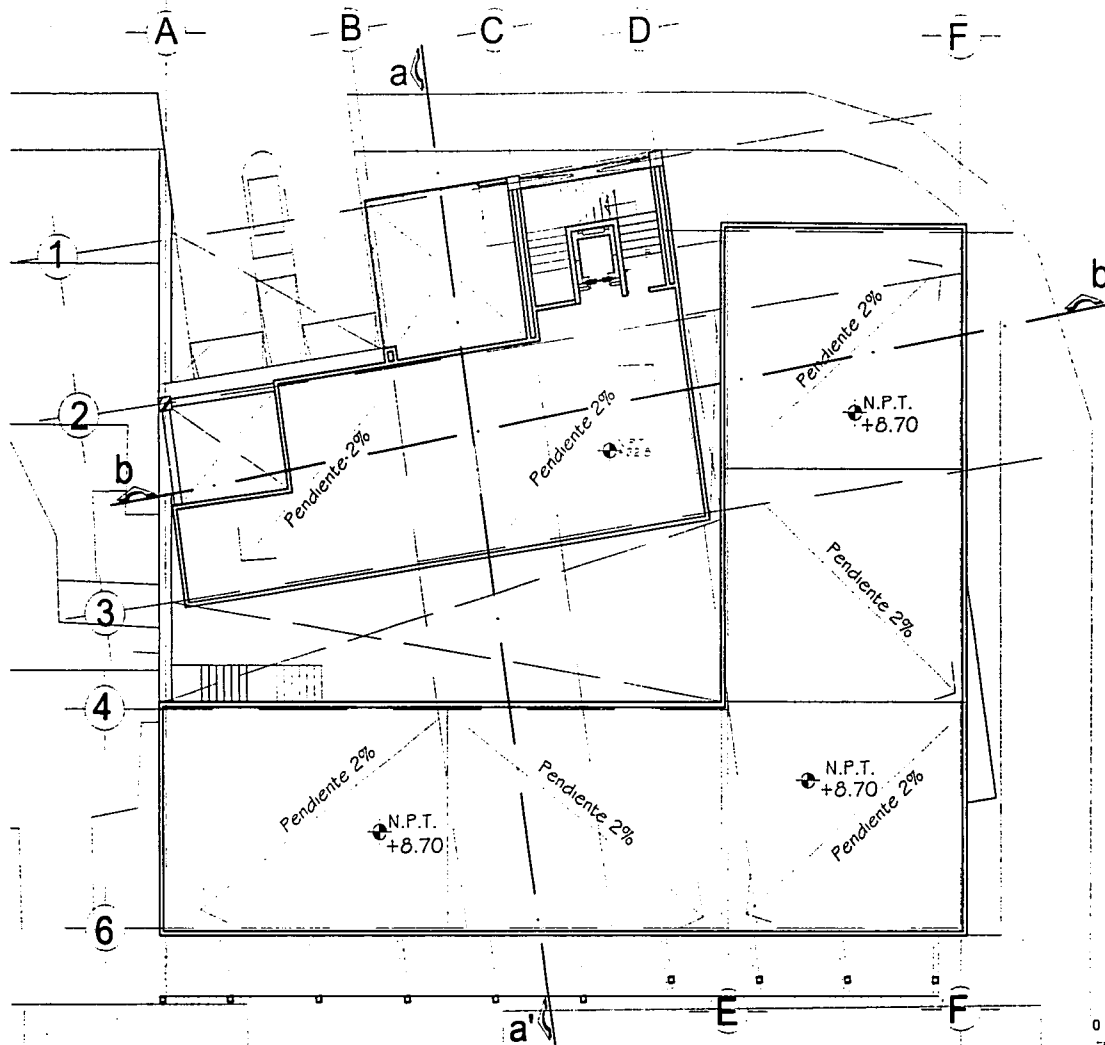 A B C D F
a
1
b
Pendiente 2%
N.P.T.
+8.70
2
Pendiente 2%
Pendiente 2%
b
Pendiente 2%
3
4
Pendiente 2%
Pendiente 2%
N.P.T.
+8.70
Pendiente 2%
N.P.T.
+8.70
6
a'
E F
0